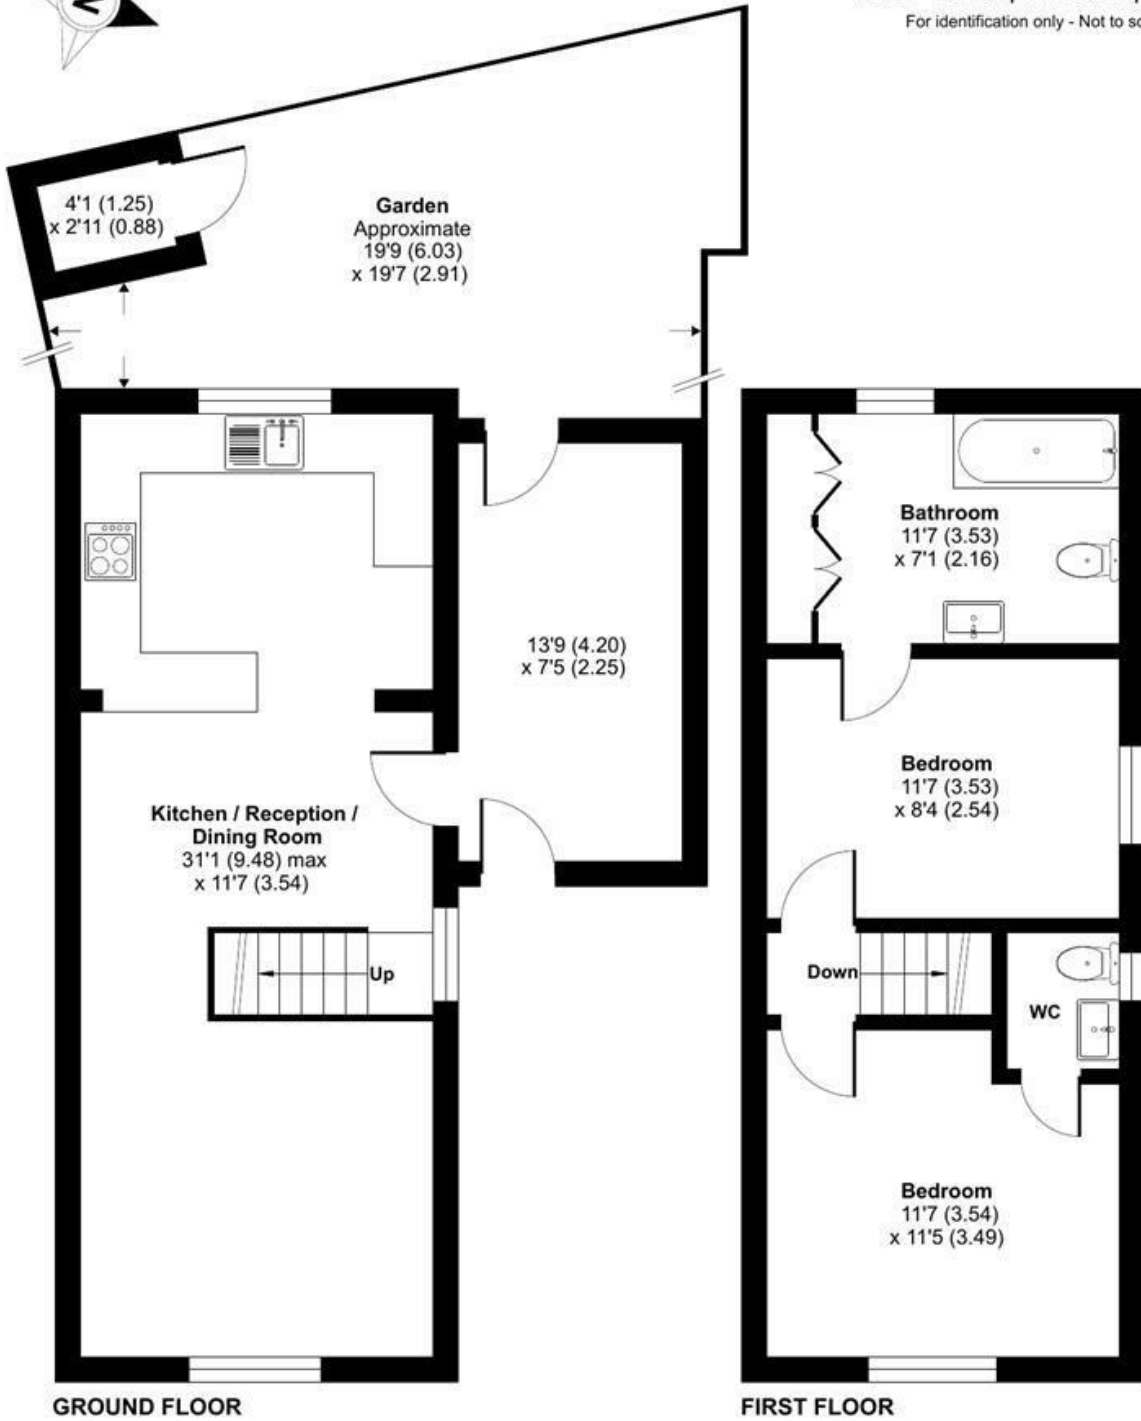 For identification only - Not to
4'1 (1.25)
x 2'11 (0.88)
Garden
Approximate
19'9 (6.03)
x 19'7 (2.91)
13'9 (4.20)
x 7'5 (2.25)
Kitchen / Reception /
Dining Room
31'1 (9.48) max
x 11'7 (3.54)
Up
GROUND FLOOR
Bathroom
11'7 (3.53)
x 7'1 (2.16)
Bedroom
11'7 (3.53)
x 8'4 (2.54)
Down
WC
Bedroom
11'7 (3.54)
x 11'5 (3.49)
FIRST FLOOR